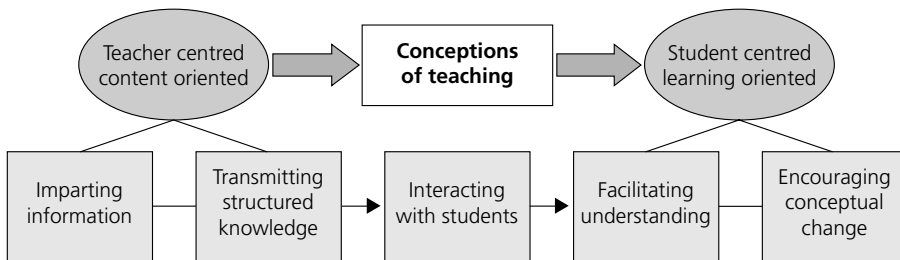 Teacher centred
content oriented
Conceptions
of teaching
Student centred
learning oriented
Imparting
information
Transmitting
structured
knowledge
Interacting
with students
Facilitating
understanding
Encouraging
conceptual
change